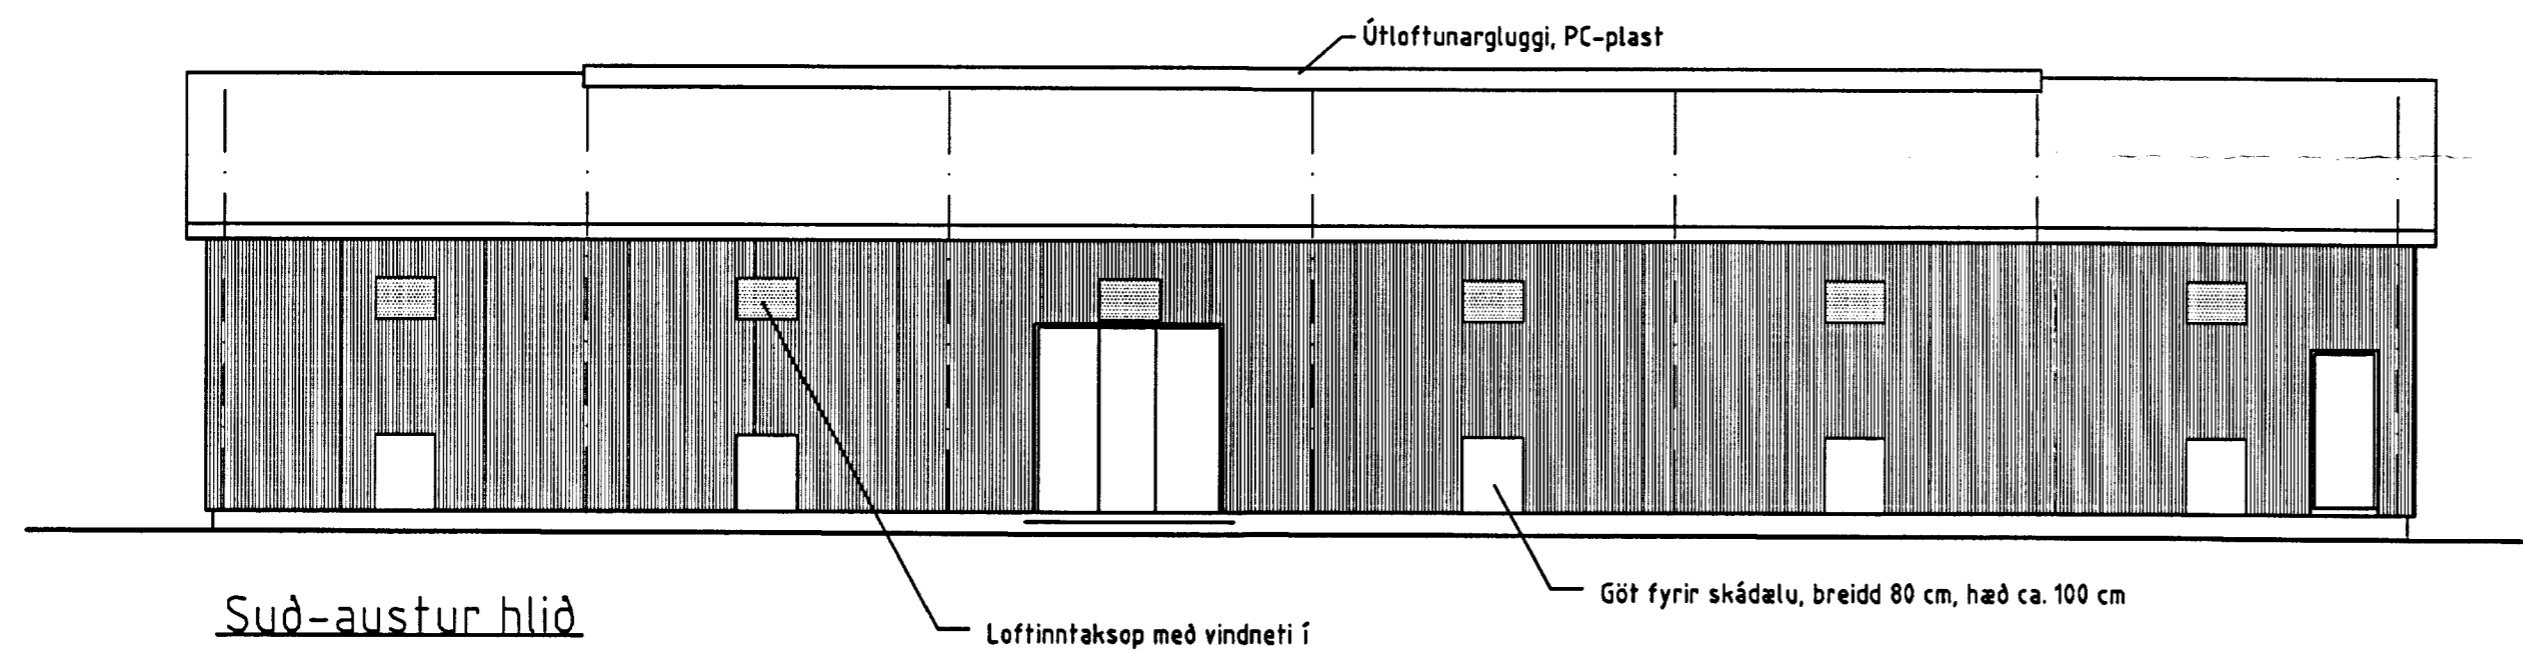 Útloftunargluggi, PC-plast
Göt fyrir skádælu, breidd 80 cm, hæð ca. 100 cm
Suð-austur hlið
Loftinntaksop með vindneti í